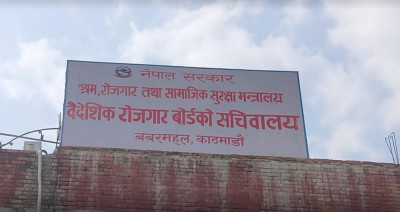 नेपाल सरकार
श्रम, रोजगार तथा सामाजिक सुरक्षा मन्त्रालय
वैदेशिक रोजगार बोर्डको सचिवालय
बबरमहल, काठमाडौं